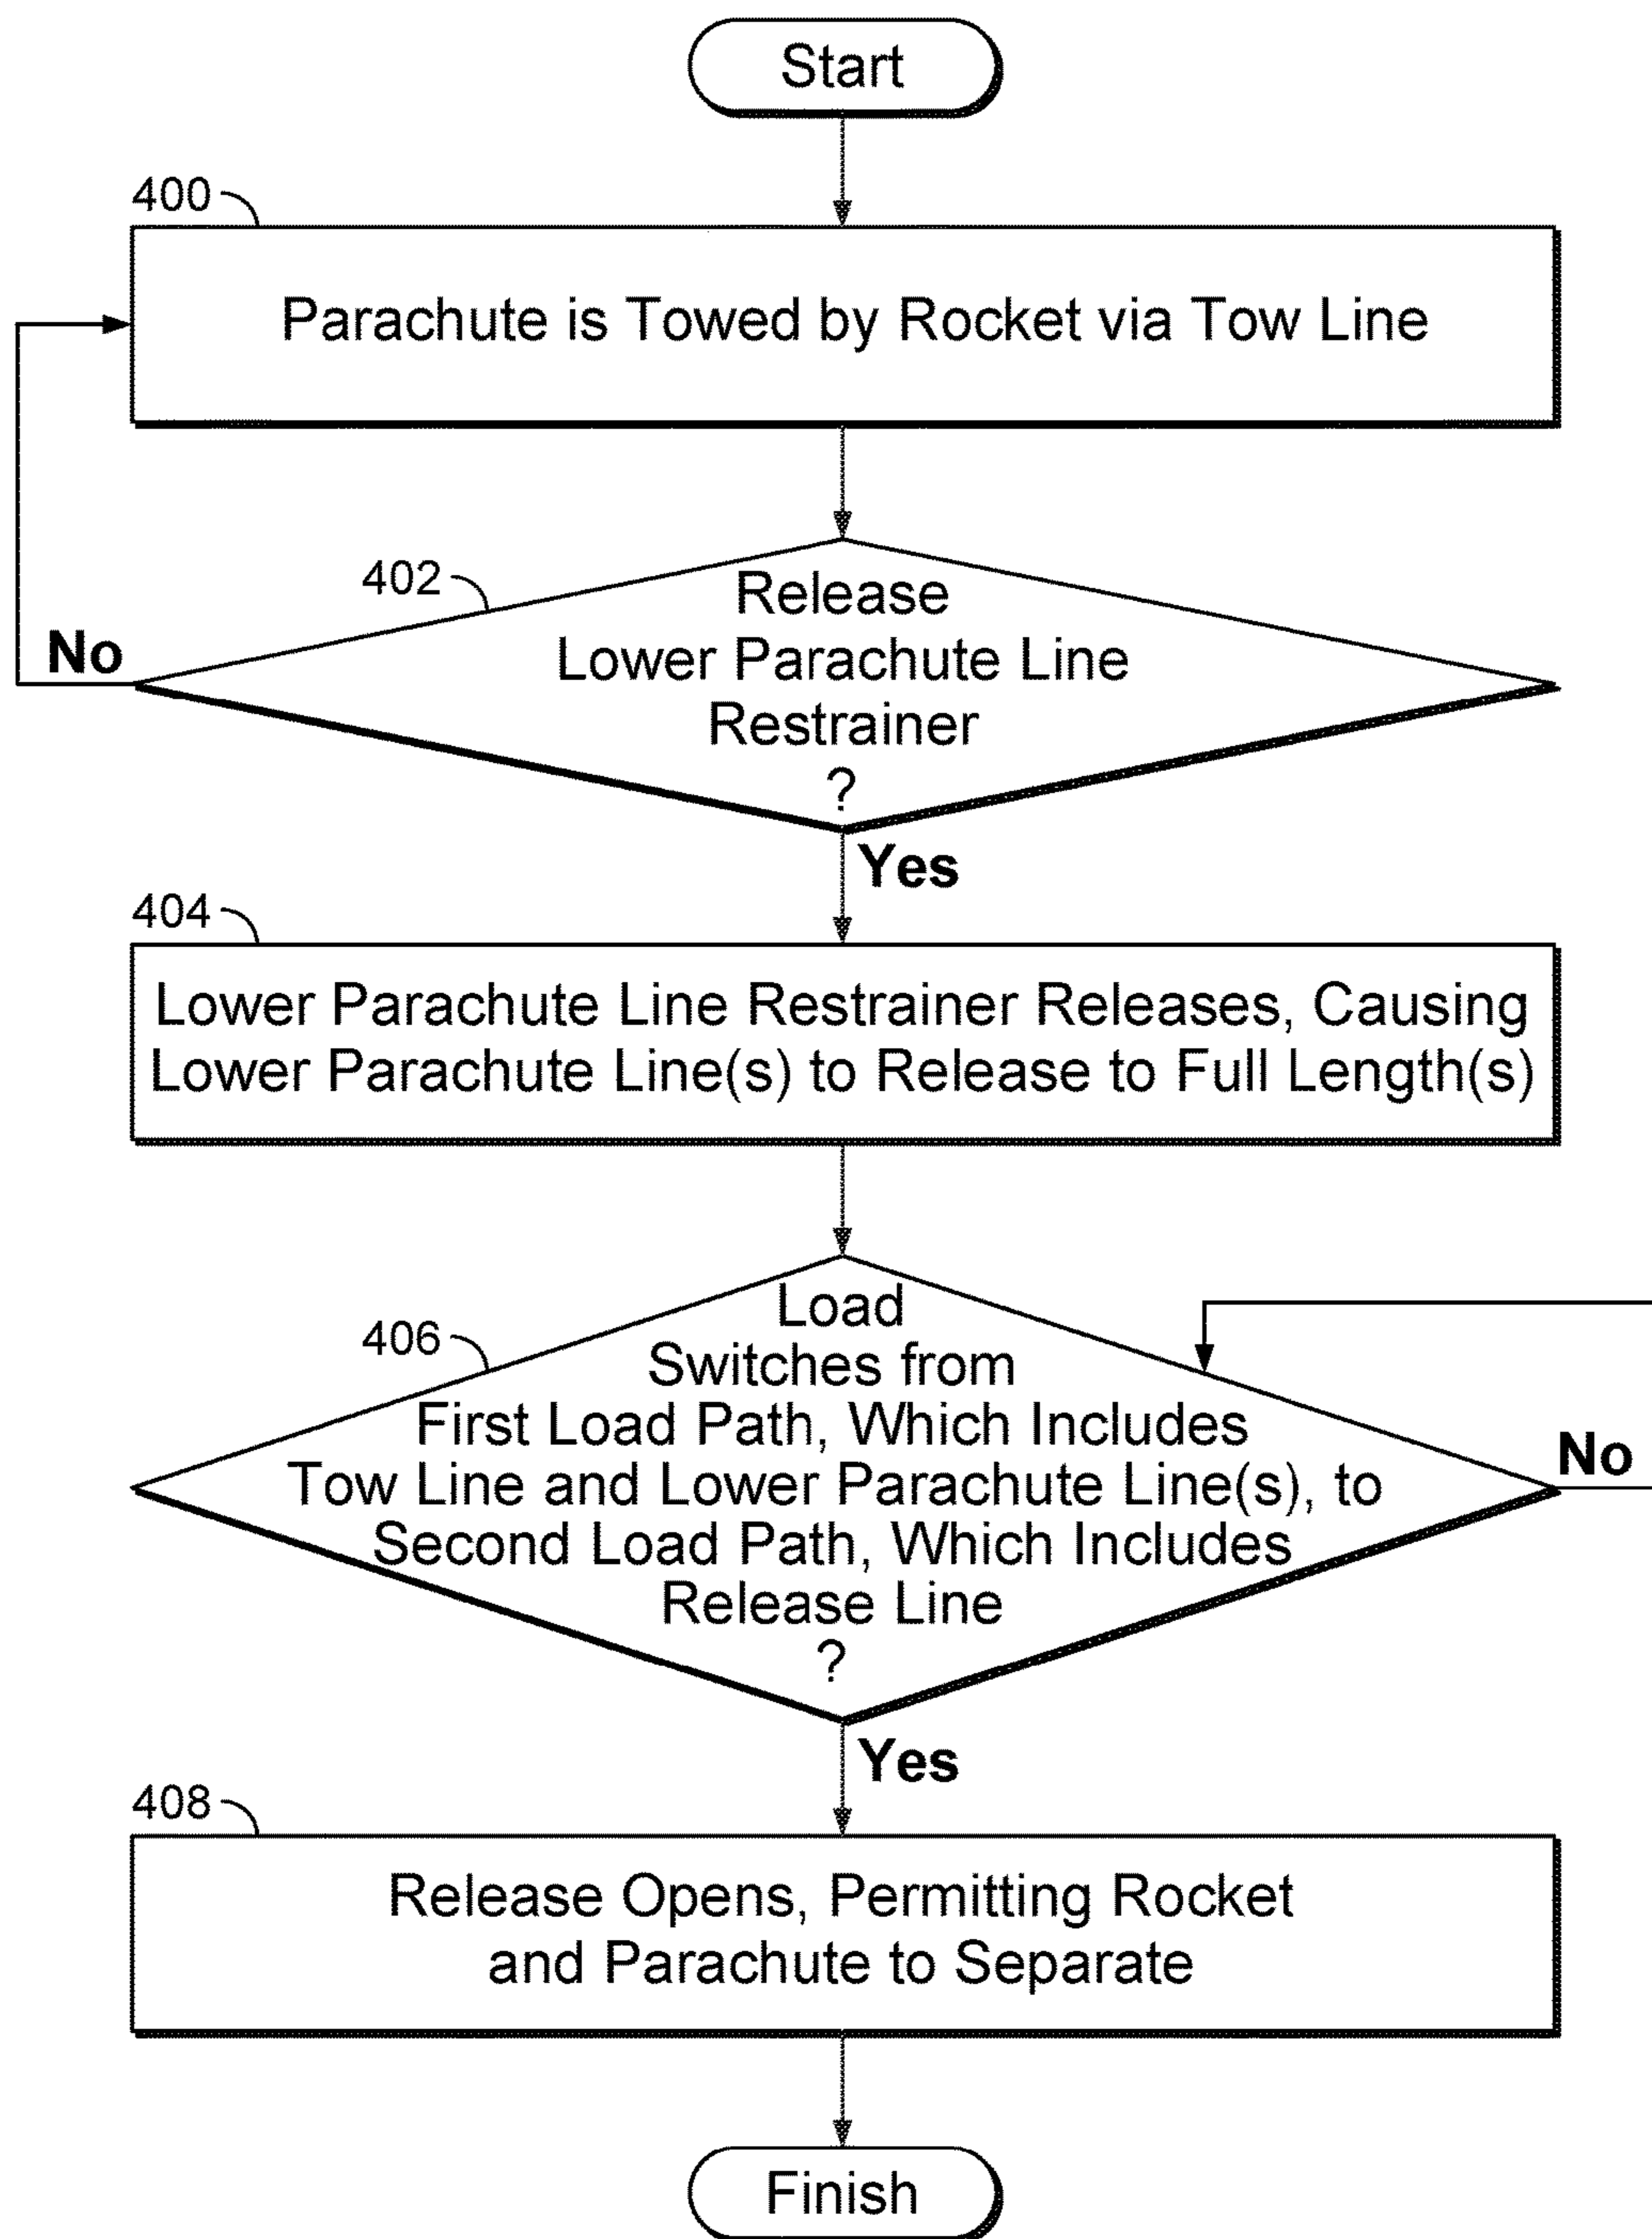 Start
400
Parachute is Towed by Rocket via Tow Line
402
Release
Lower Parachute Line
Restrainer
?
No
Yes
404
Lower Parachute Line Restrainer Releases, Causing
Lower Parachute Line(s) to Release to Full Length(s)
406
Load
Switches from
First Load Path, Which Includes
Tow Line and Lower Parachute Line(s), to
Second Load Path, Which Includes
Release Line
?
No
Yes
408
Release Opens, Permitting Rocket
and Parachute to Separate
Finish